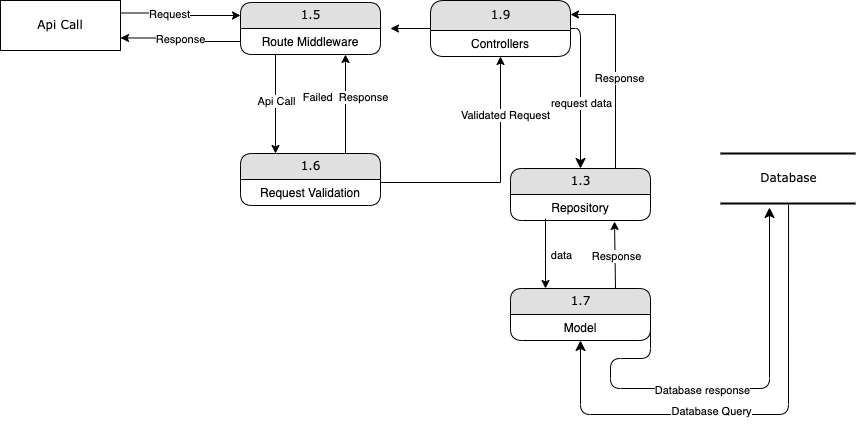 Api Call
Request
Response
1.5
Route Middleware
1.9
Controllers
Api Call
Failed Response
Validated Request
request data
Response
1.6
Request Validation
1.3
Repository
Database
data
Response
1.7
Model
Database response
Database Query